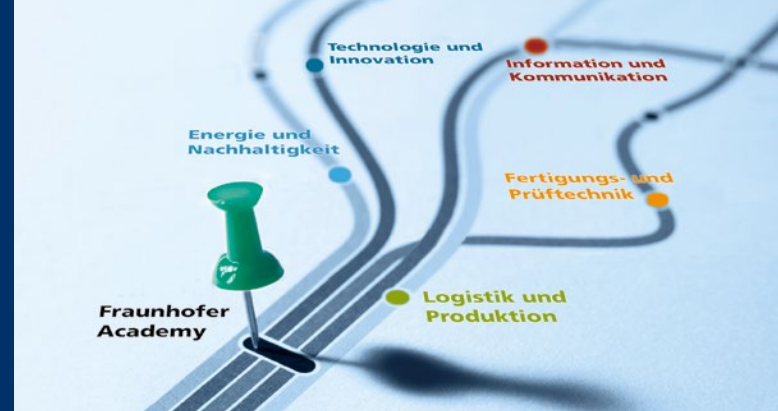 Technologie und
Innovation
Information und
Kommunikation
Energie und
Nachhaltigkeit
Fertigungs- und
Prüftechnik
Logistik und
Produktion
Fraunhofer
Academy